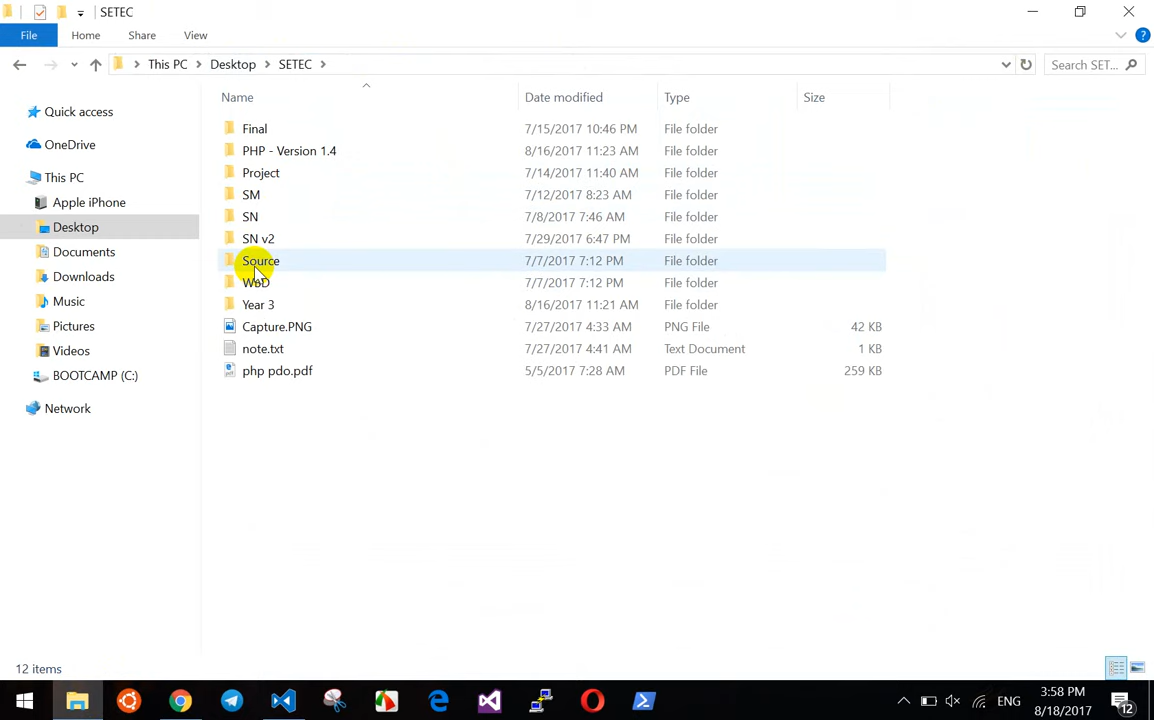 SETEC
File Home Share View
This PC Desktop SETEC Search SET...
Name Date modified Type Size
Quick access
OneDrive
This PC
Apple iPhone
Desktop
Documents
Downloads
Music
Pictures
Videos
BOOTCAMP (C:)
Network
Final 7/15/2017 10:46 PM File folder
PHP - Version 1.4 8/16/2017 11:23 AM File folder
Project 7/14/2017 11:40 AM File folder
SM 7/12/2017 8:23 AM File folder
SN 7/8/2017 7:46 AM File folder
SN v2 7/29/2017 6:47 PM File folder
Source 7/7/2017 7:12 PM File folder
7/7/2017 7:12 PM File folder
Year 3 8/16/2017 11:21 AM File folder
Capture.PNG 7/27/2017 4:33 AM PNG File 42 KB
note.txt 7/27/2017 4:41 AM Text Document 1 KB
php pdo.pdf 5/5/2017 7:28 AM PDF File 259 KB
12 items
ENG 3:58 PM
8/18/2017 12